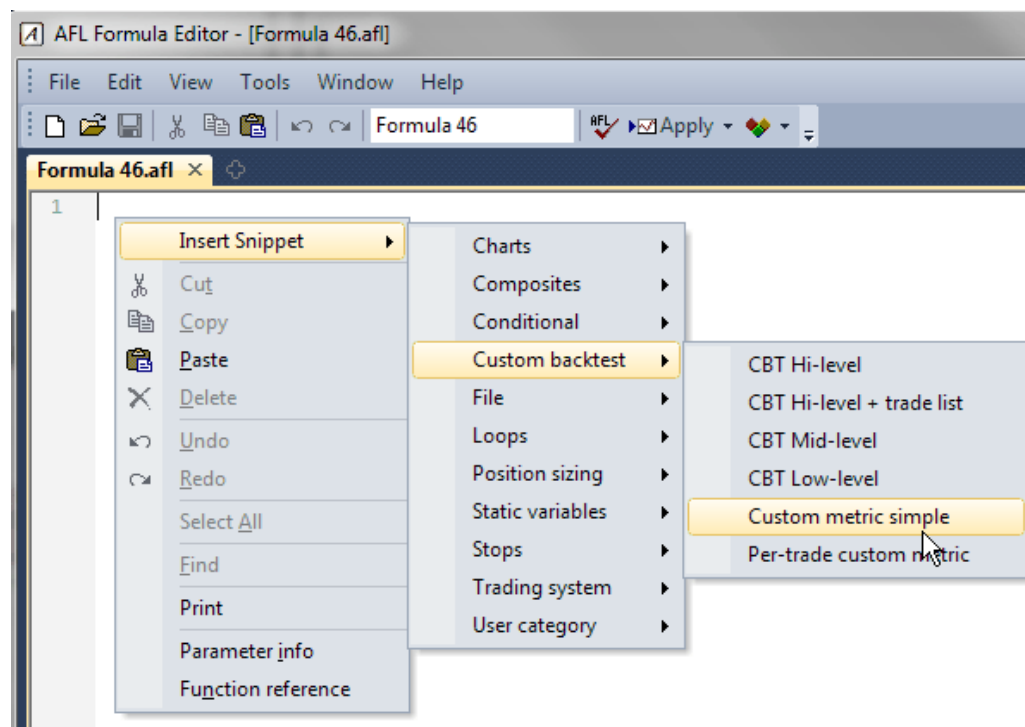 AFL Formula Editor - [Formula 46.afl]
File Edit View Tools Window Help
Formula 46 AFL Apply
Formula 46.afl
1
Insert Snippet
Cut
Copy
Paste
Delete
Undo
Redo
Select All
Find
Print
Parameter info
Function reference
Charts
Composites
Conditional
Custom backtest
File
Loops
Position sizing
Static variables
Stops
Trading system
User category
CBT Hi-level
CBT Hi-level + trade list
CBT Mid-level
CBT Low-level
Custom metric simple
Per-trade custom metric